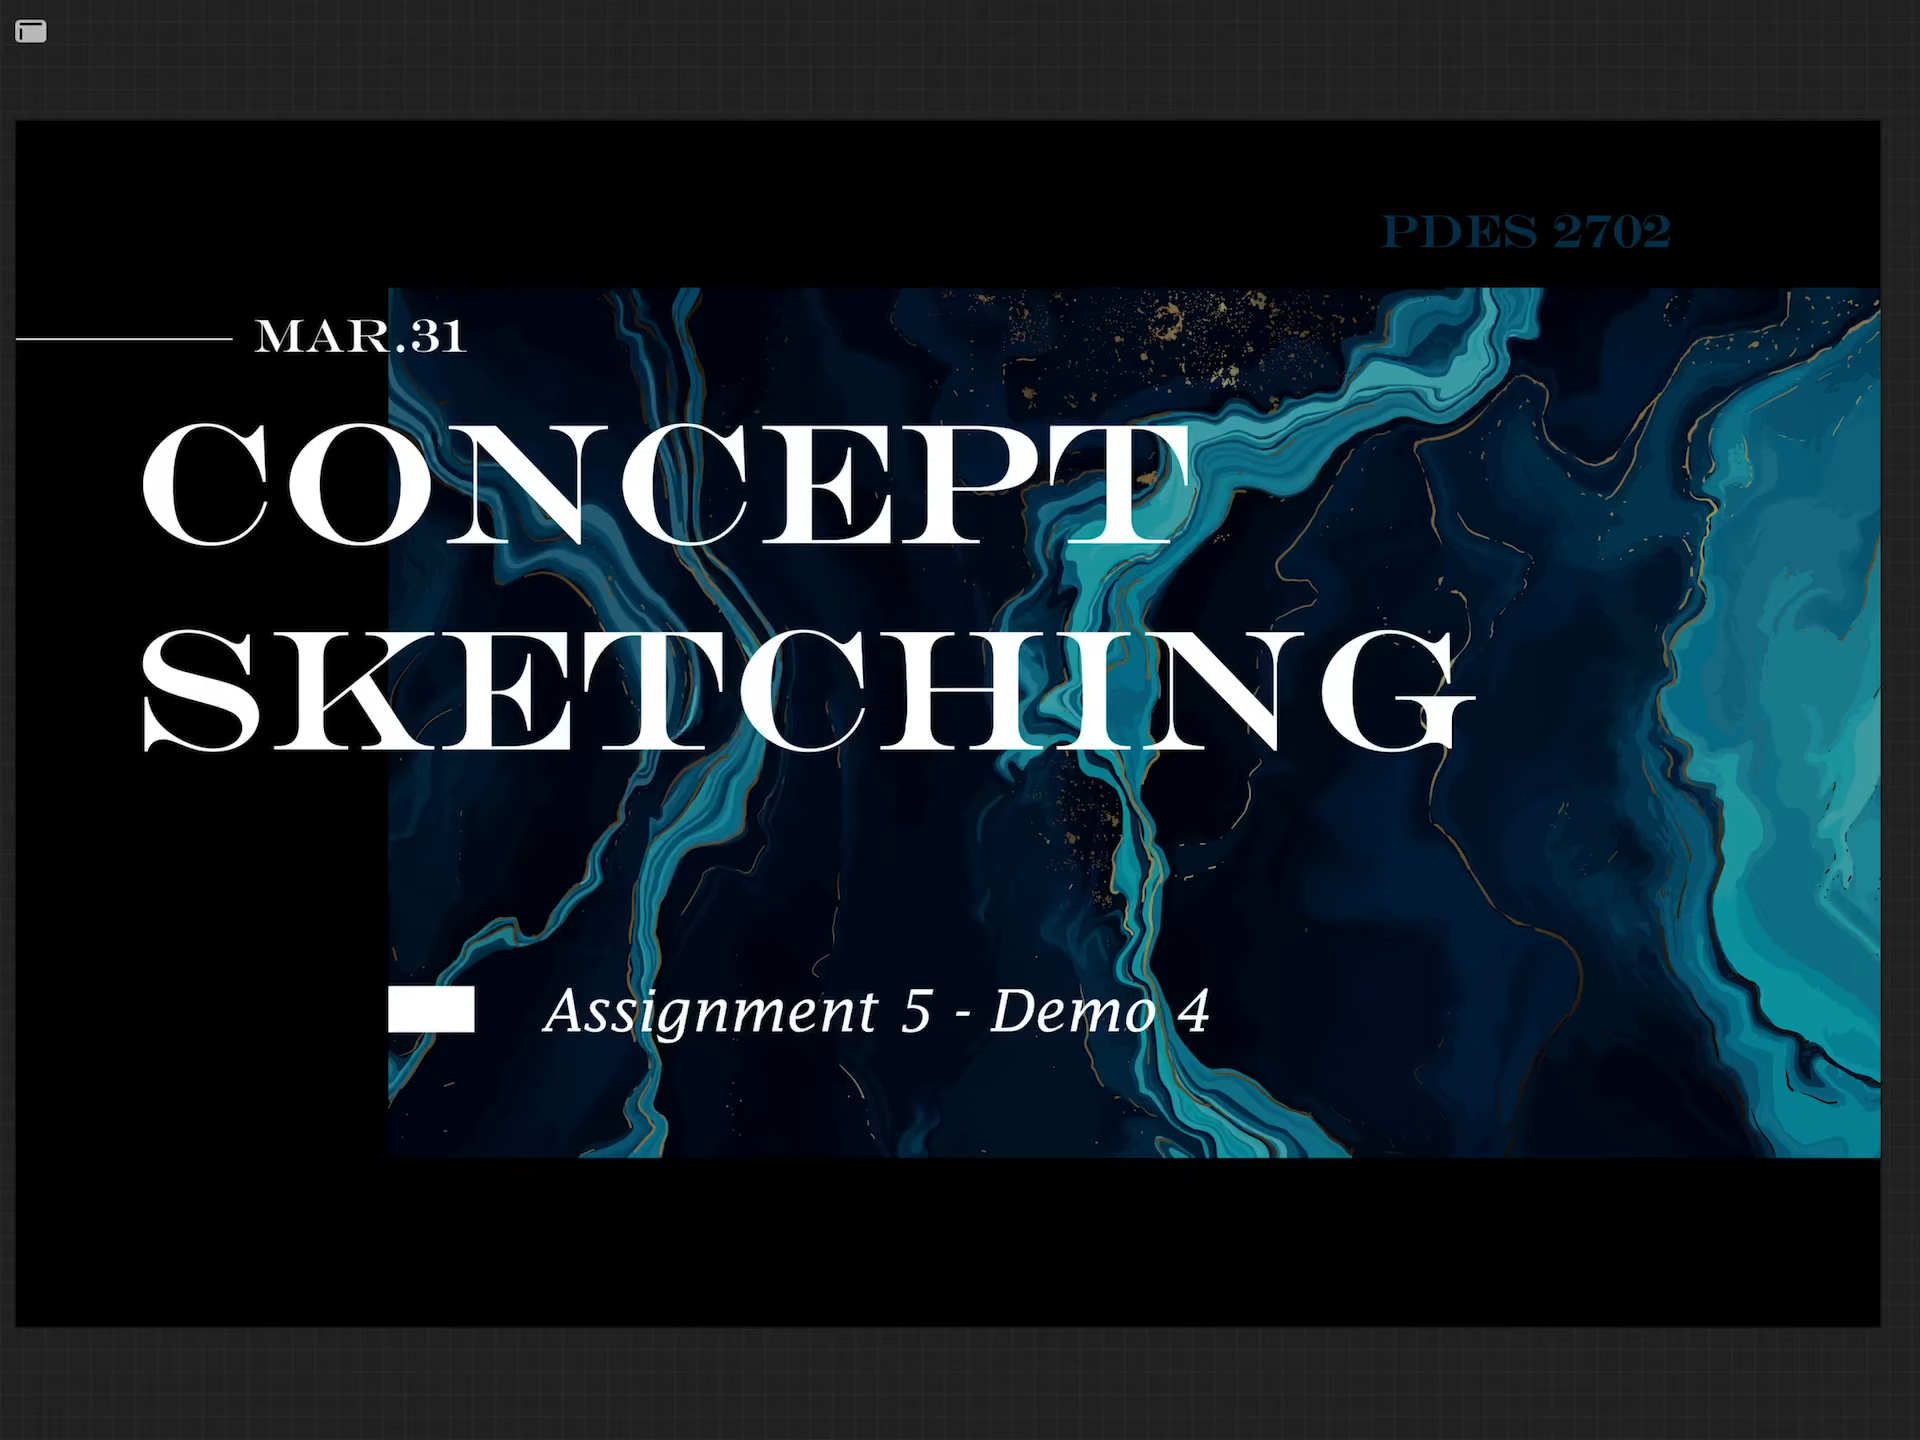 PDES 2702
MAR.31
CONCEPT
SKETCHING
Assignment 5 - Demo 4